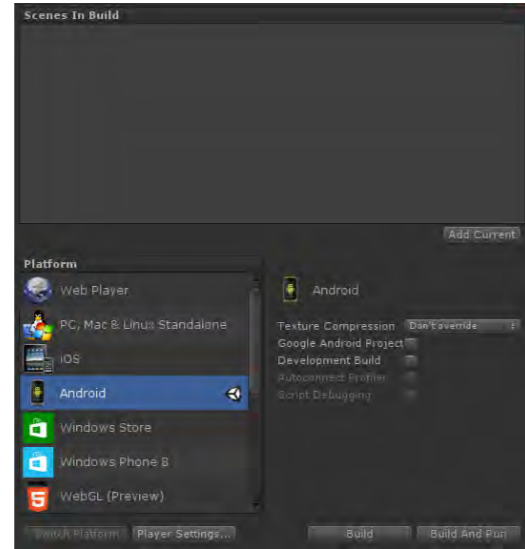 Scenes In Build
Add Current
Platform
Web Player
PC, Mac & Linux Standalone
iOS
Android
Windows Store
Windows Phone 8
WebGL (Preview)
Android
Texture Compression Don't override
Google Android Project
Development Build
Autoconnect Profiler
Script Debugging
Switch Platform Player Settings... Build Build And Run